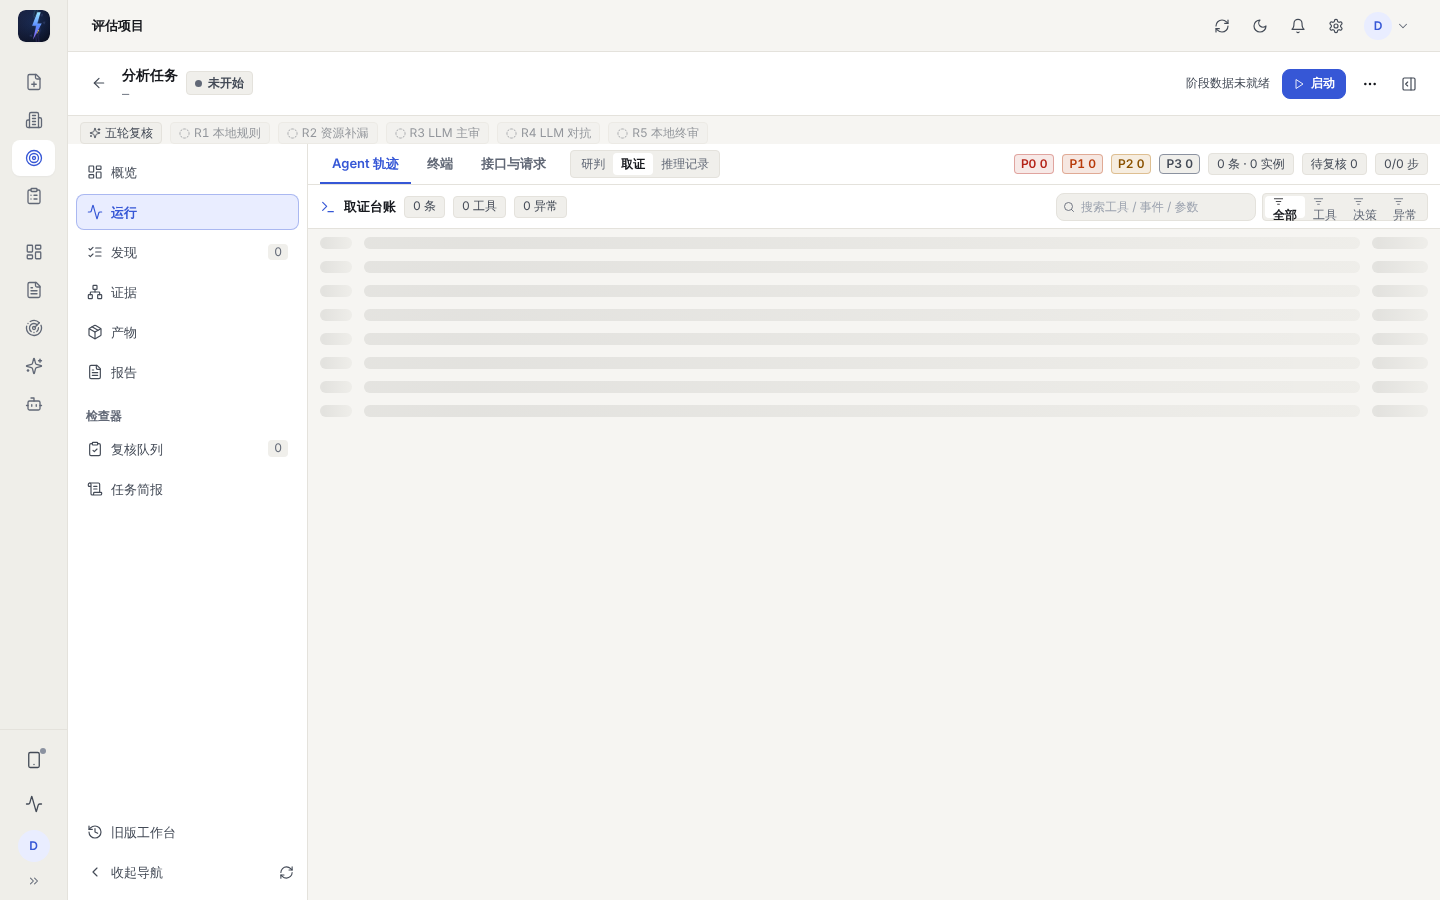 评估项目
D
分析任务
—
未开始
阶段数据未就绪
启动
五轮复核
R1 本地规则
R2 资源补漏
R3 LLM 主审
R4 LLM 对抗
R5 本地终审
概览
运行
发现 0
证据
产物
报告
检查器
复核队列 0
任务简报
旧版工作台
收起导航
D
Agent 轨迹
终端
接口与请求
研判
取证
推理记录
P0 0
P1 0
P2 0
P3 0
0 条 · 0 实例
待复核 0
0/0 步
取证台账
0 条
0 工具
0 异常
搜索工具 / 事件 / 参数
全部
工具
决策
异常